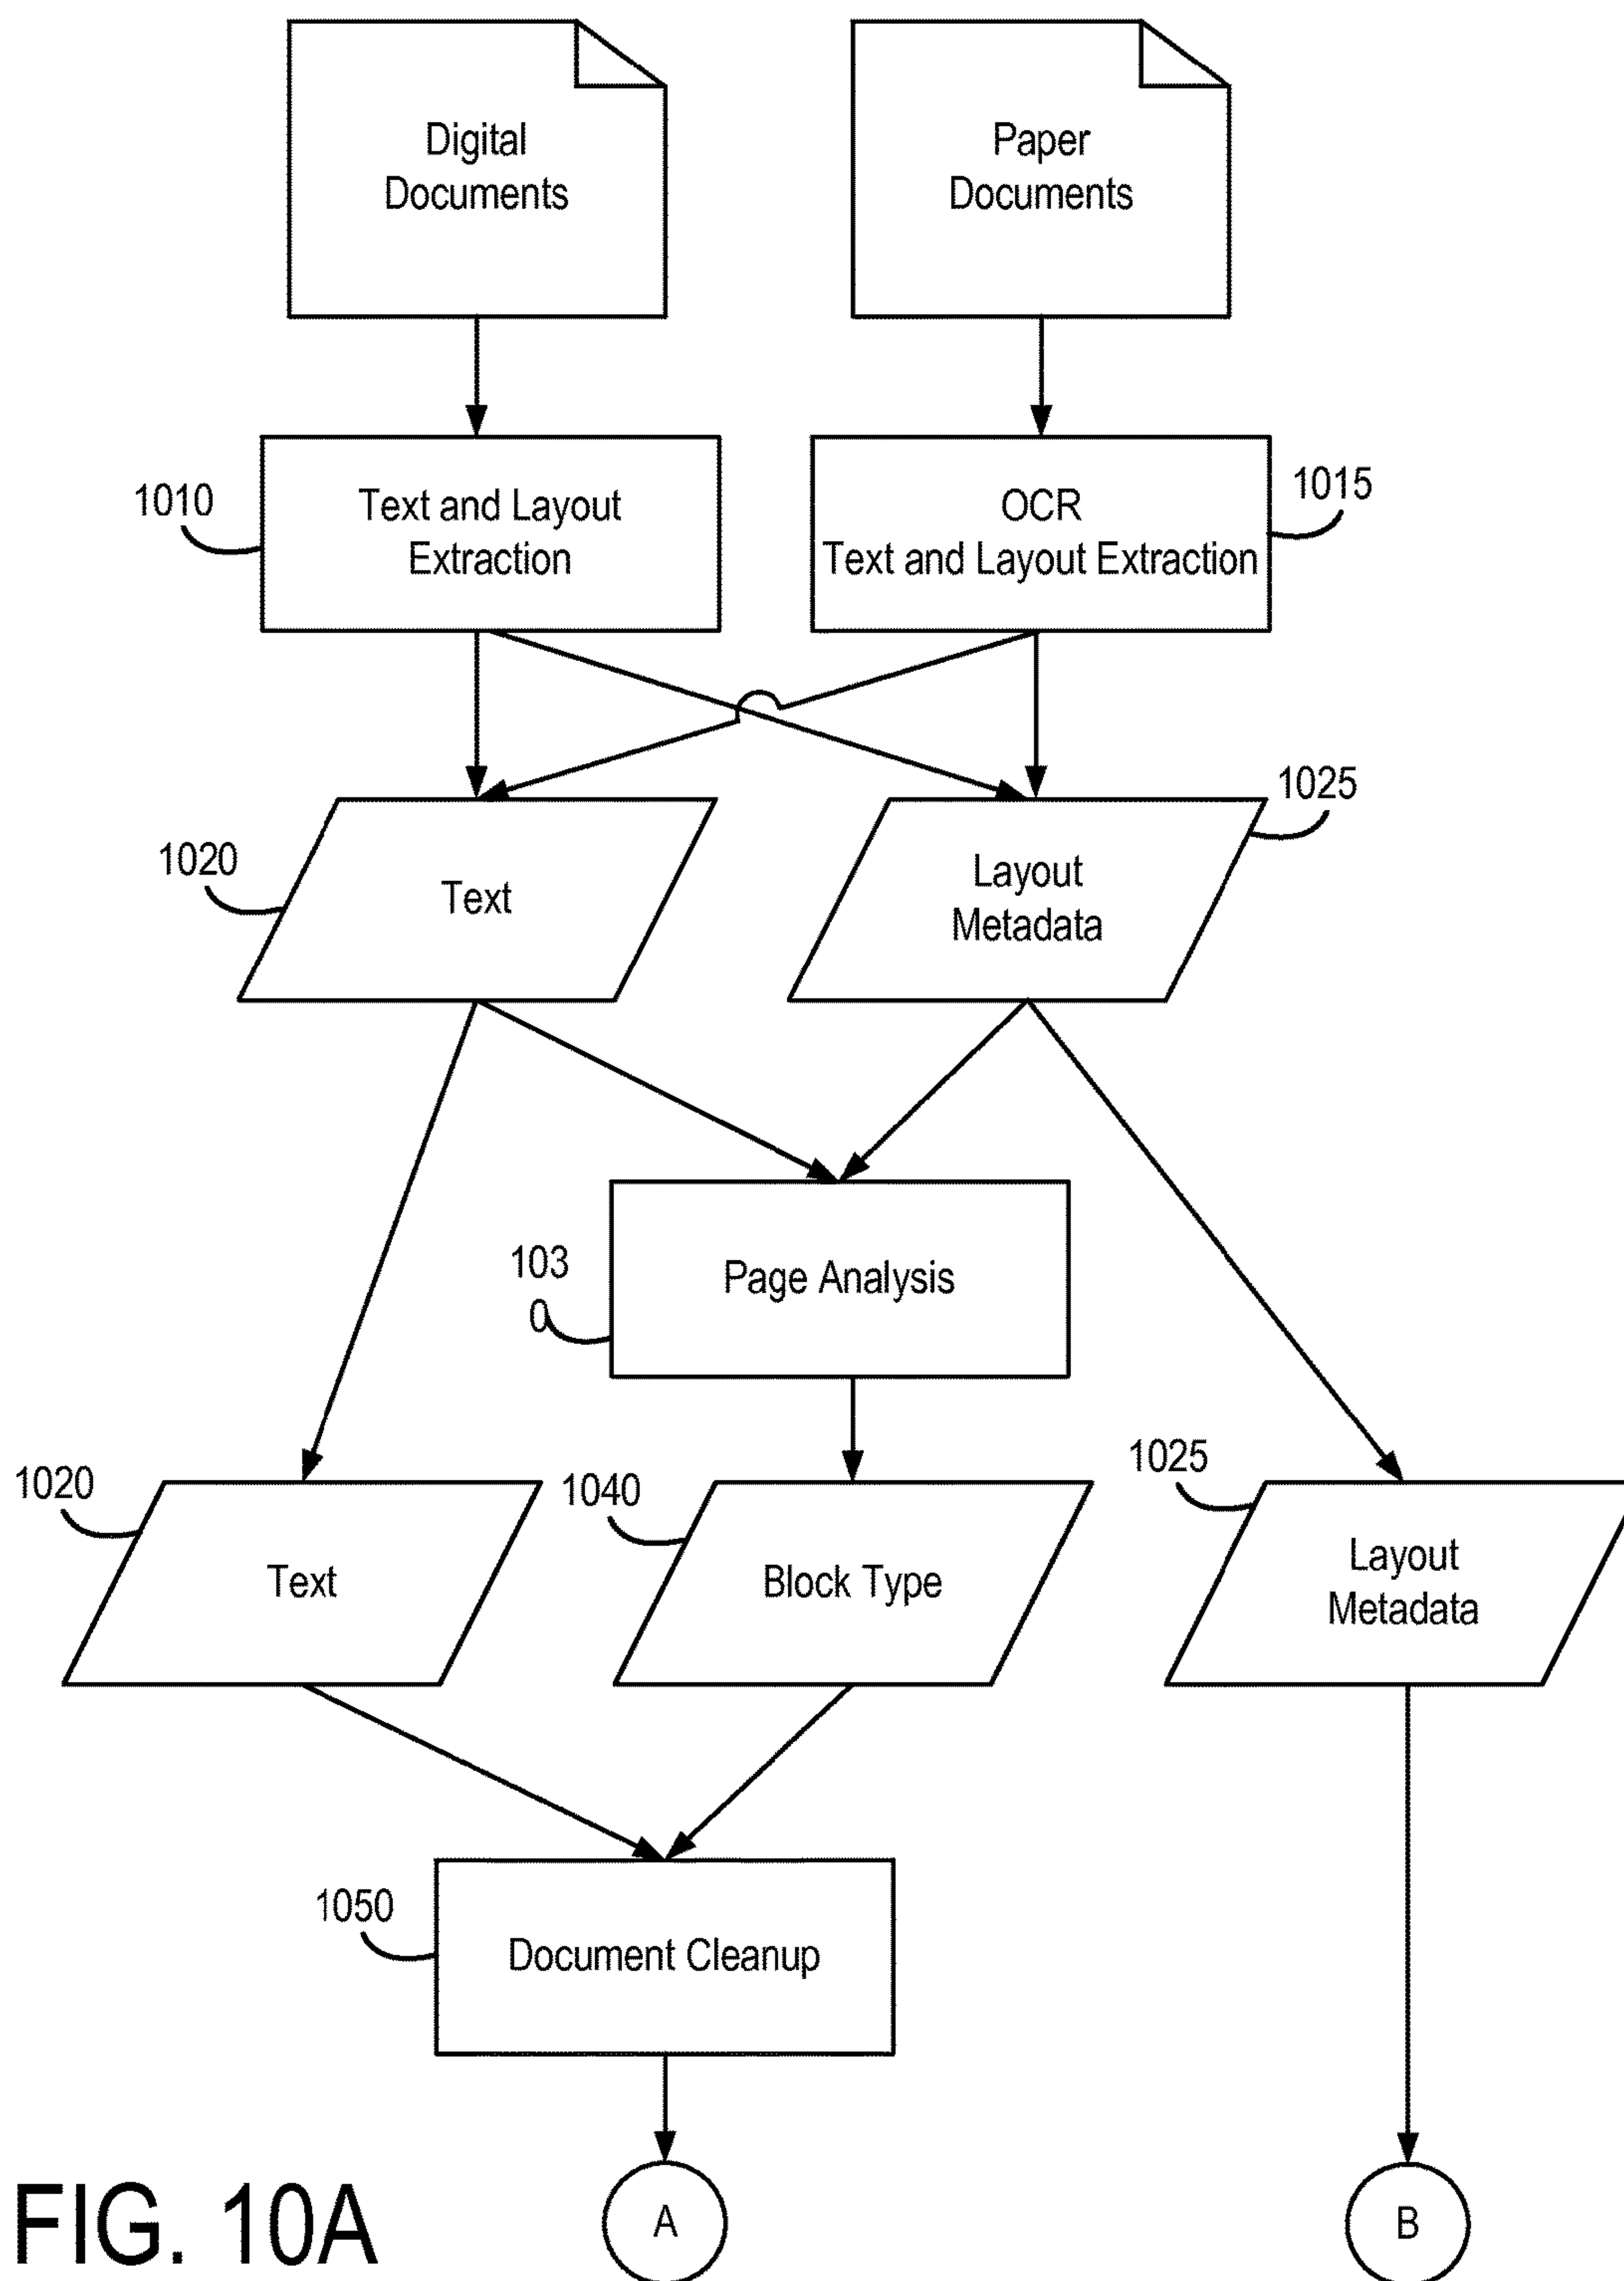 Digital
Documents
Paper
Documents
1010
Text and Layout
Extraction
OCR
Text and Layout Extraction
1015
1020
Text
Layout
Metadata
1025
103
0
Page Analysis
1020
Text
1040
Block Type
1025
Layout
Metadata
1050
Document Cleanup
FIG. 10A
A
B